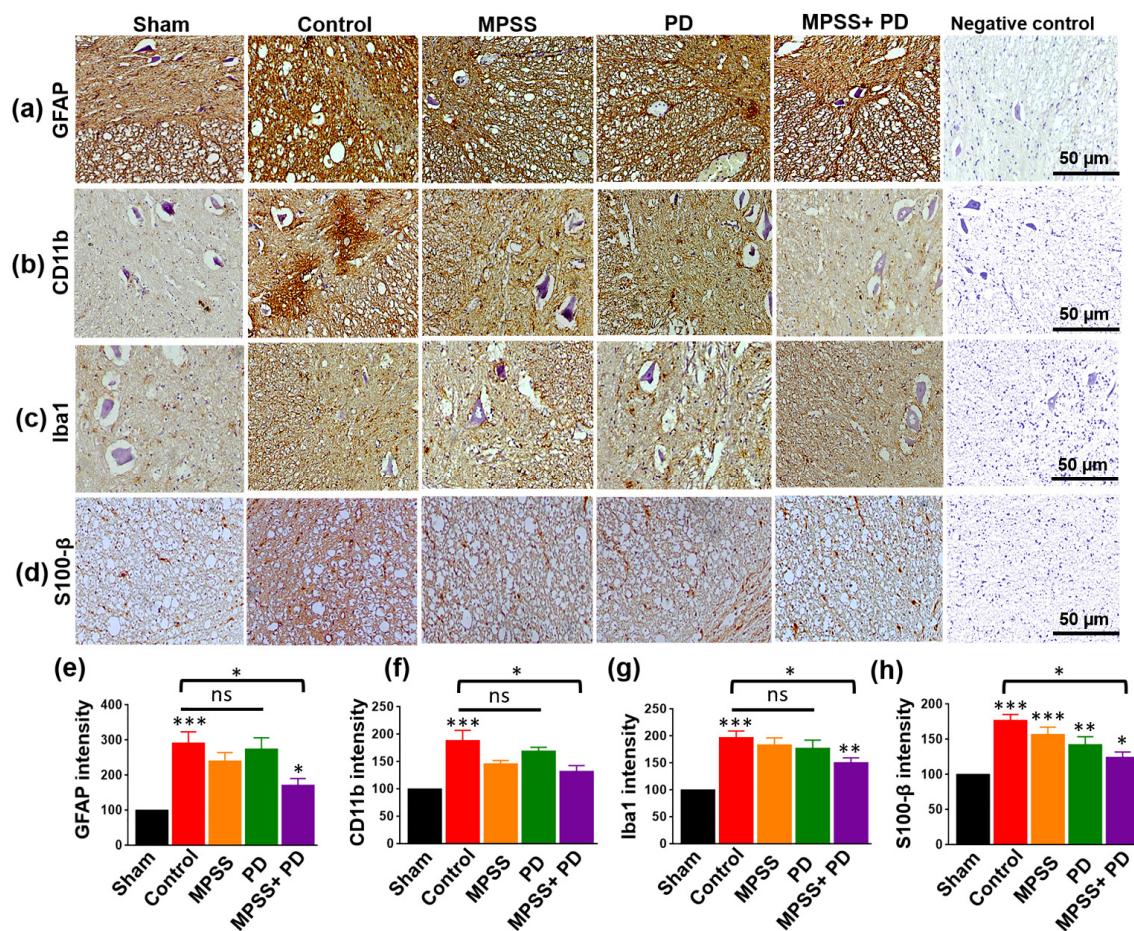 Sham Control MPSS PD MPSS+ PD Negative control
(a) GFAP
50 µm
(b) CD11b
50 µm
(c) Iba1
50 µm
(d) S100-β
50 µm
(e)
GFAP intensity
400
300
200
100
0
***
ns
*
*
Sham
Control
MPSS
PD
MPSS+ PD
(f)
CD11b intensity
250
200
150
100
50
0
***
ns
*
Sham
Control
MPSS
PD
MPSS+ PD
(g)
Iba1 intensity
250
200
150
100
50
0
***
ns
*
**
Sham
Control
MPSS
PD
MPSS+ PD
(h)
S100-β intensity
200
150
100
50
0
***
***
**
*
*
Sham
Control
MPSS
PD
MPSS+ PD